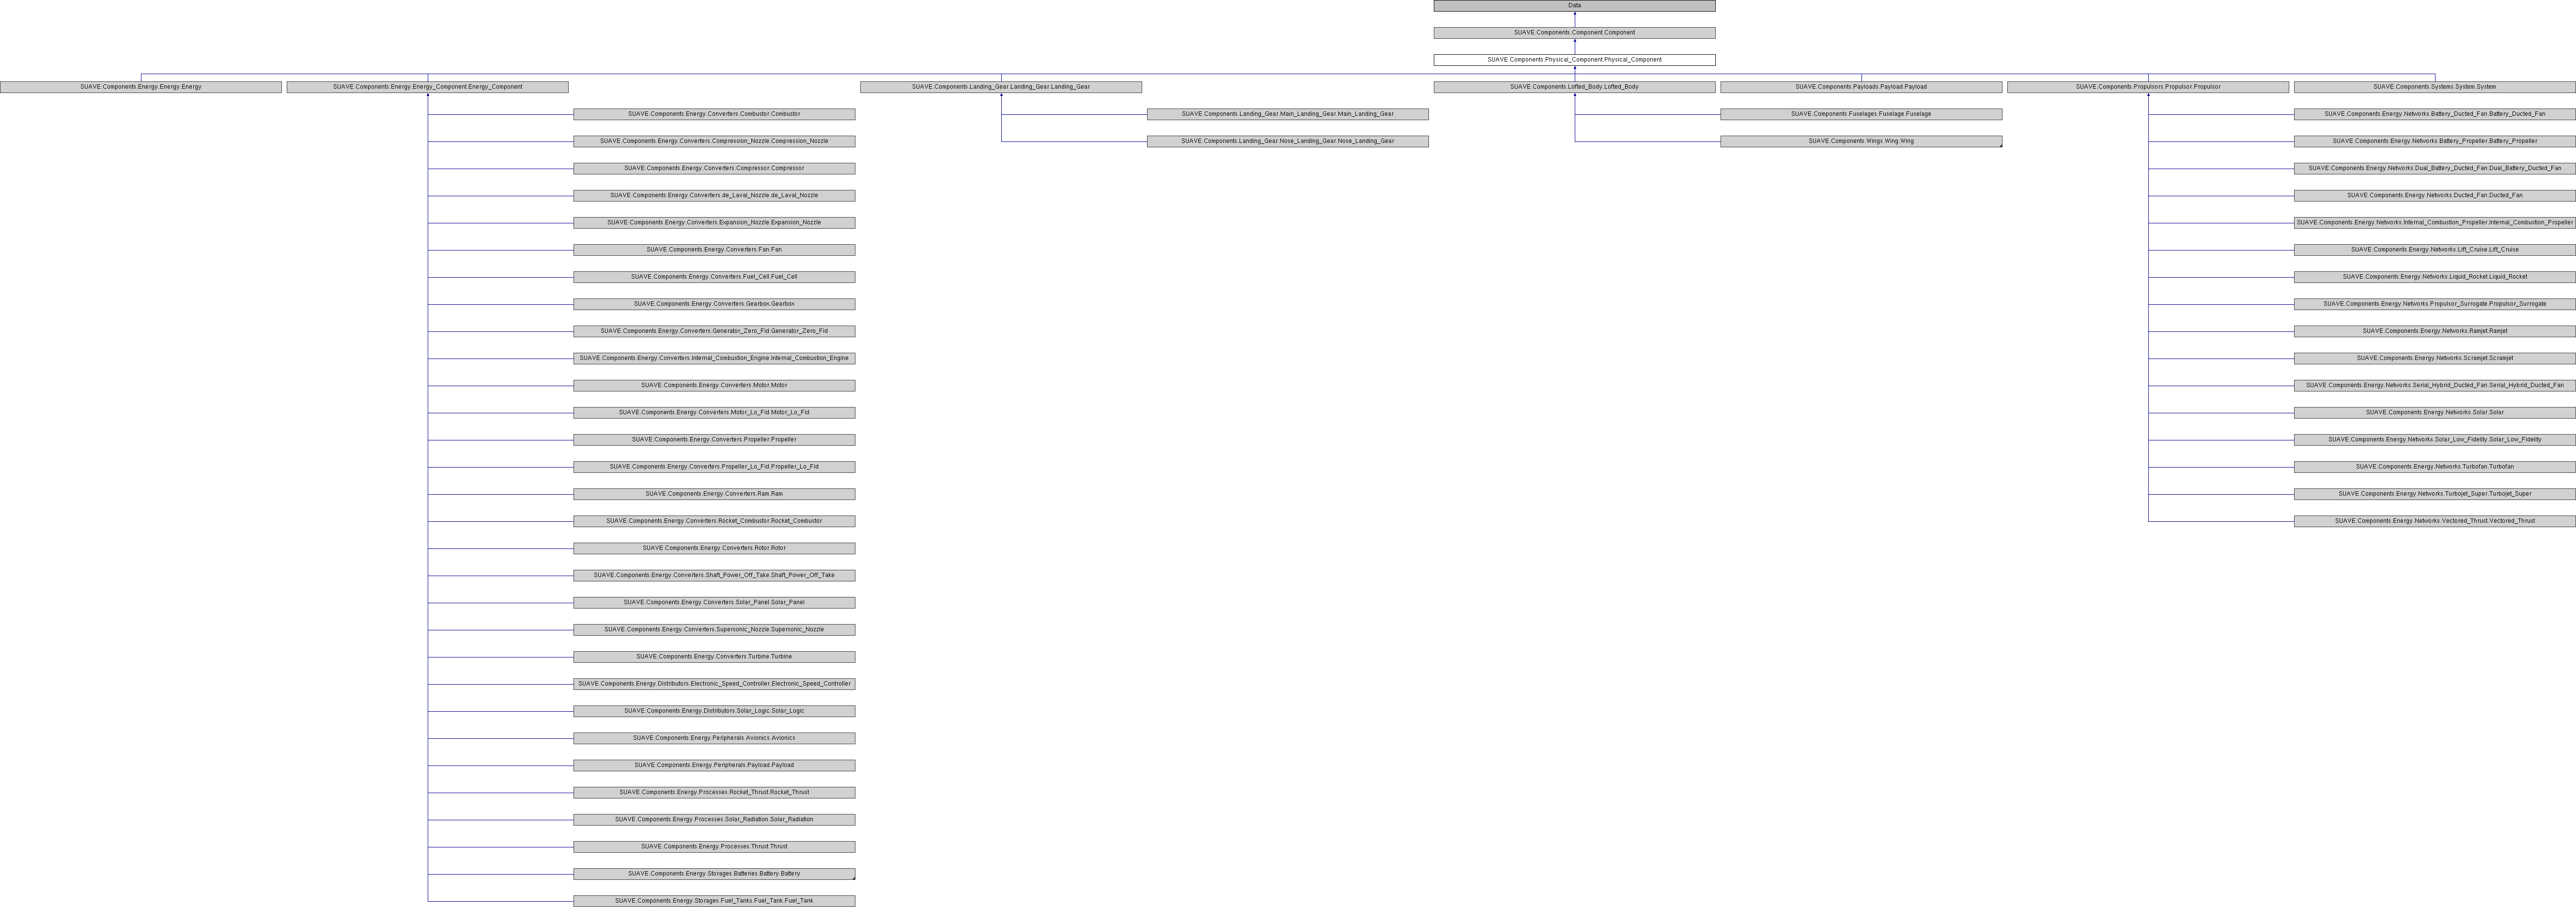 Data
SUAVE.Components.Component.Component
SUAVE.Components.Physical_Component.Physical_Component
SUAVE.Components.Energy.Energy.Energy
SUAVE.Components.Energy.Energy_Component.Energy_Component
SUAVE.Components.Landing_Gear.Landing_Gear.Landing_Gear
SUAVE.Components.Lofted_Body.Lofted_Body
SUAVE.Components.Payloads.Payload.Payload
SUAVE.Components.Propulsors.Propulsor.Propulsor
SUAVE.Components.Systems.System.System
SUAVE.Components.Energy.Converters.Combustor.Combustor
SUAVE.Components.Energy.Converters.Compression_Nozzle.Compression_Nozzle
SUAVE.Components.Energy.Converters.Compressor.Compressor
SUAVE.Components.Energy.Converters.de_Laval_Nozzle.de_Laval_Nozzle
SUAVE.Components.Energy.Converters.Expansion_Nozzle.Expansion_Nozzle
SUAVE.Components.Energy.Converters.Fan.Fan
SUAVE.Components.Energy.Converters.Fuel_Cell.Fuel_Cell
SUAVE.Components.Energy.Converters.Gearbox.Gearbox
SUAVE.Components.Energy.Converters.Generator_Zero_Fid.Generator_Zero_Fid
SUAVE.Components.Energy.Converters.Internal_Combustion_Engine.Internal_Combustion_Engine
SUAVE.Components.Energy.Converters.Motor.Motor
SUAVE.Components.Energy.Converters.Motor_Lo_Fid.Motor_Lo_Fid
SUAVE.Components.Energy.Converters.Propeller.Propeller
SUAVE.Components.Energy.Converters.Propeller_Lo_Fid.Propeller_Lo_Fid
SUAVE.Components.Energy.Converters.Ram.Ram
SUAVE.Components.Energy.Converters.Rocket_Combustor.Rocket_Combustor
SUAVE.Components.Energy.Converters.Rotor.Rotor
SUAVE.Components.Energy.Converters.Shaft_Power_Off_Take.Shaft_Power_Off_Take
SUAVE.Components.Energy.Converters.Solar_Panel.Solar_Panel
SUAVE.Components.Energy.Converters.Supersonic_Nozzle.Supersonic_Nozzle
SUAVE.Components.Energy.Converters.Turbine.Turbine
SUAVE.Components.Energy.Distributors.Electronic_Speed_Controller.Electronic_Speed_Controller
SUAVE.Components.Energy.Distributors.Solar_Logic.Solar_Logic
SUAVE.Components.Energy.Peripherals.Avionics.Avionics
SUAVE.Components.Energy.Peripherals.Payload.Payload
SUAVE.Components.Energy.Processes.Rocket_Thrust.Rocket_Thrust
SUAVE.Components.Energy.Processes.Solar_Radiation.Solar_Radiation
SUAVE.Components.Energy.Processes.Thrust.Thrust
SUAVE.Components.Energy.Storages.Batteries.Battery.Battery
SUAVE.Components.Energy.Storages.Fuel_Tanks.Fuel_Tank.Fuel_Tank
SUAVE.Components.Landing_Gear.Main_Landing_Gear.Main_Landing_Gear
SUAVE.Components.Landing_Gear.Nose_Landing_Gear.Nose_Landing_Gear
SUAVE.Components.Fuselages.Fuselage.Fuselage
SUAVE.Components.Wings.Wing.Wing
SUAVE.Components.Energy.Networks.Battery_Ducted_Fan.Battery_Ducted_Fan
SUAVE.Components.Energy.Networks.Battery_Propeller.Battery_Propeller
SUAVE.Components.Energy.Networks.Dual_Battery_Ducted_Fan.Dual_Battery_Ducted_Fan
SUAVE.Components.Energy.Networks.Ducted_Fan.Ducted_Fan
SUAVE.Components.Energy.Networks.Internal_Combustion_Propeller.Internal_Combustion_Propeller
SUAVE.Components.Energy.Networks.Lift_Cruise.Lift_Cruise
SUAVE.Components.Energy.Networks.Liquid_Rocket.Liquid_Rocket
SUAVE.Components.Energy.Networks.Propulsor_Surrogate.Propulsor_Surrogate
SUAVE.Components.Energy.Networks.Ramjet.Ramjet
SUAVE.Components.Energy.Networks.Scramjet.Scramjet
SUAVE.Components.Energy.Networks.Serial_Hybrid_Ducted_Fan.Serial_Hybrid_Ducted_Fan
SUAVE.Components.Energy.Networks.Solar.Solar
SUAVE.Components.Energy.Networks.Solar_Low_Fidelity.Solar_Low_Fidelity
SUAVE.Components.Energy.Networks.Turbofan.Turbofan
SUAVE.Components.Energy.Networks.Turbojet_Super.Turbojet_Super
SUAVE.Components.Energy.Networks.Vectored_Thrust.Vectored_Thrust